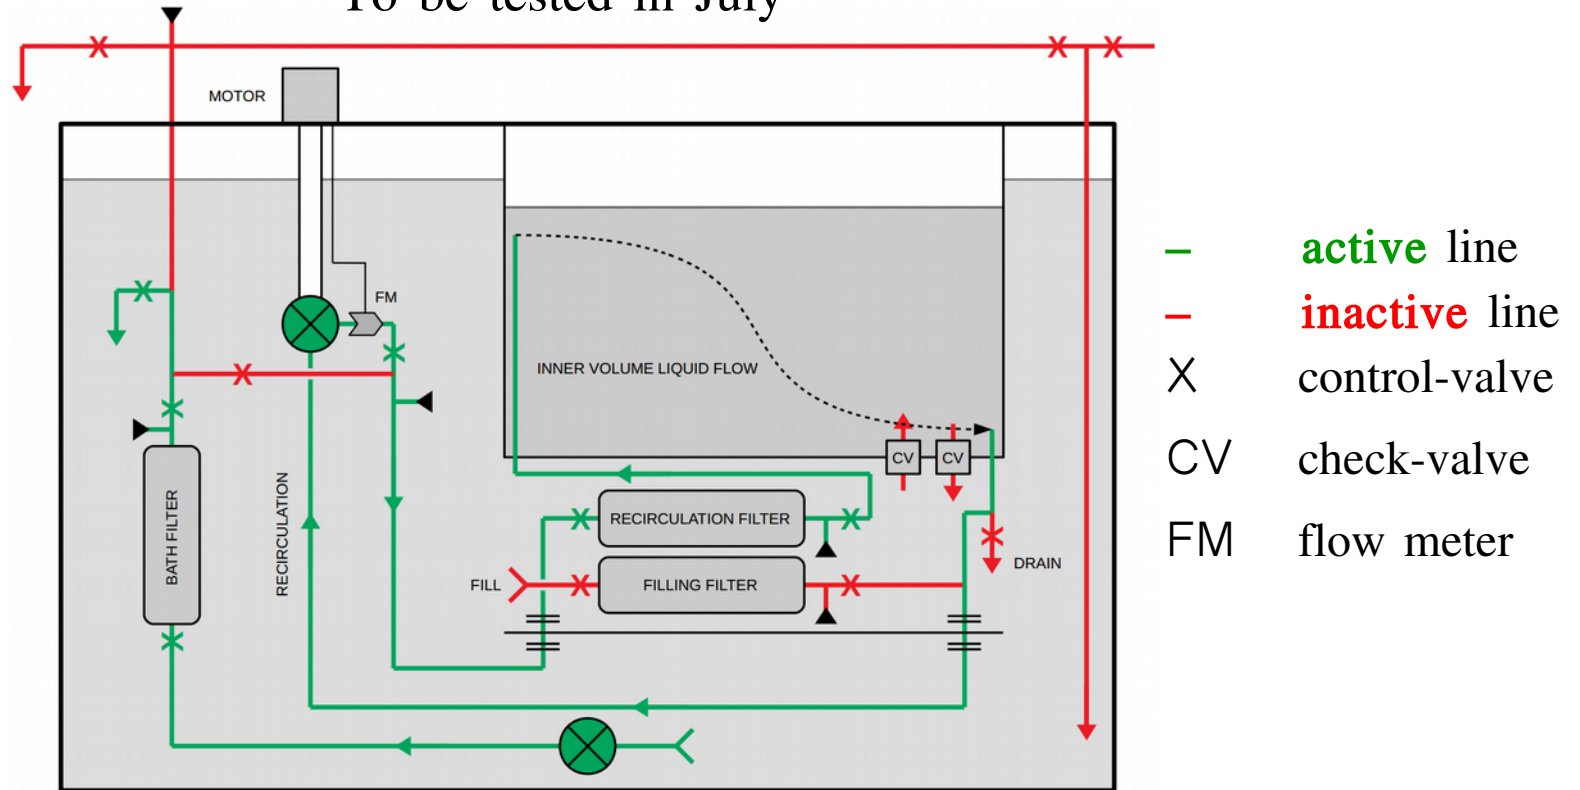 To be tested in July
MOTOR
FM
INNER VOLUME LIQUID FLOW
CV CV
RECIRCULATION
BATH FILTER
RECIRCULATION FILTER
FILL
FILLING FILTER
DRAIN
– active line
– inactive line
X control-valve
CV check-valve
FM flow meter